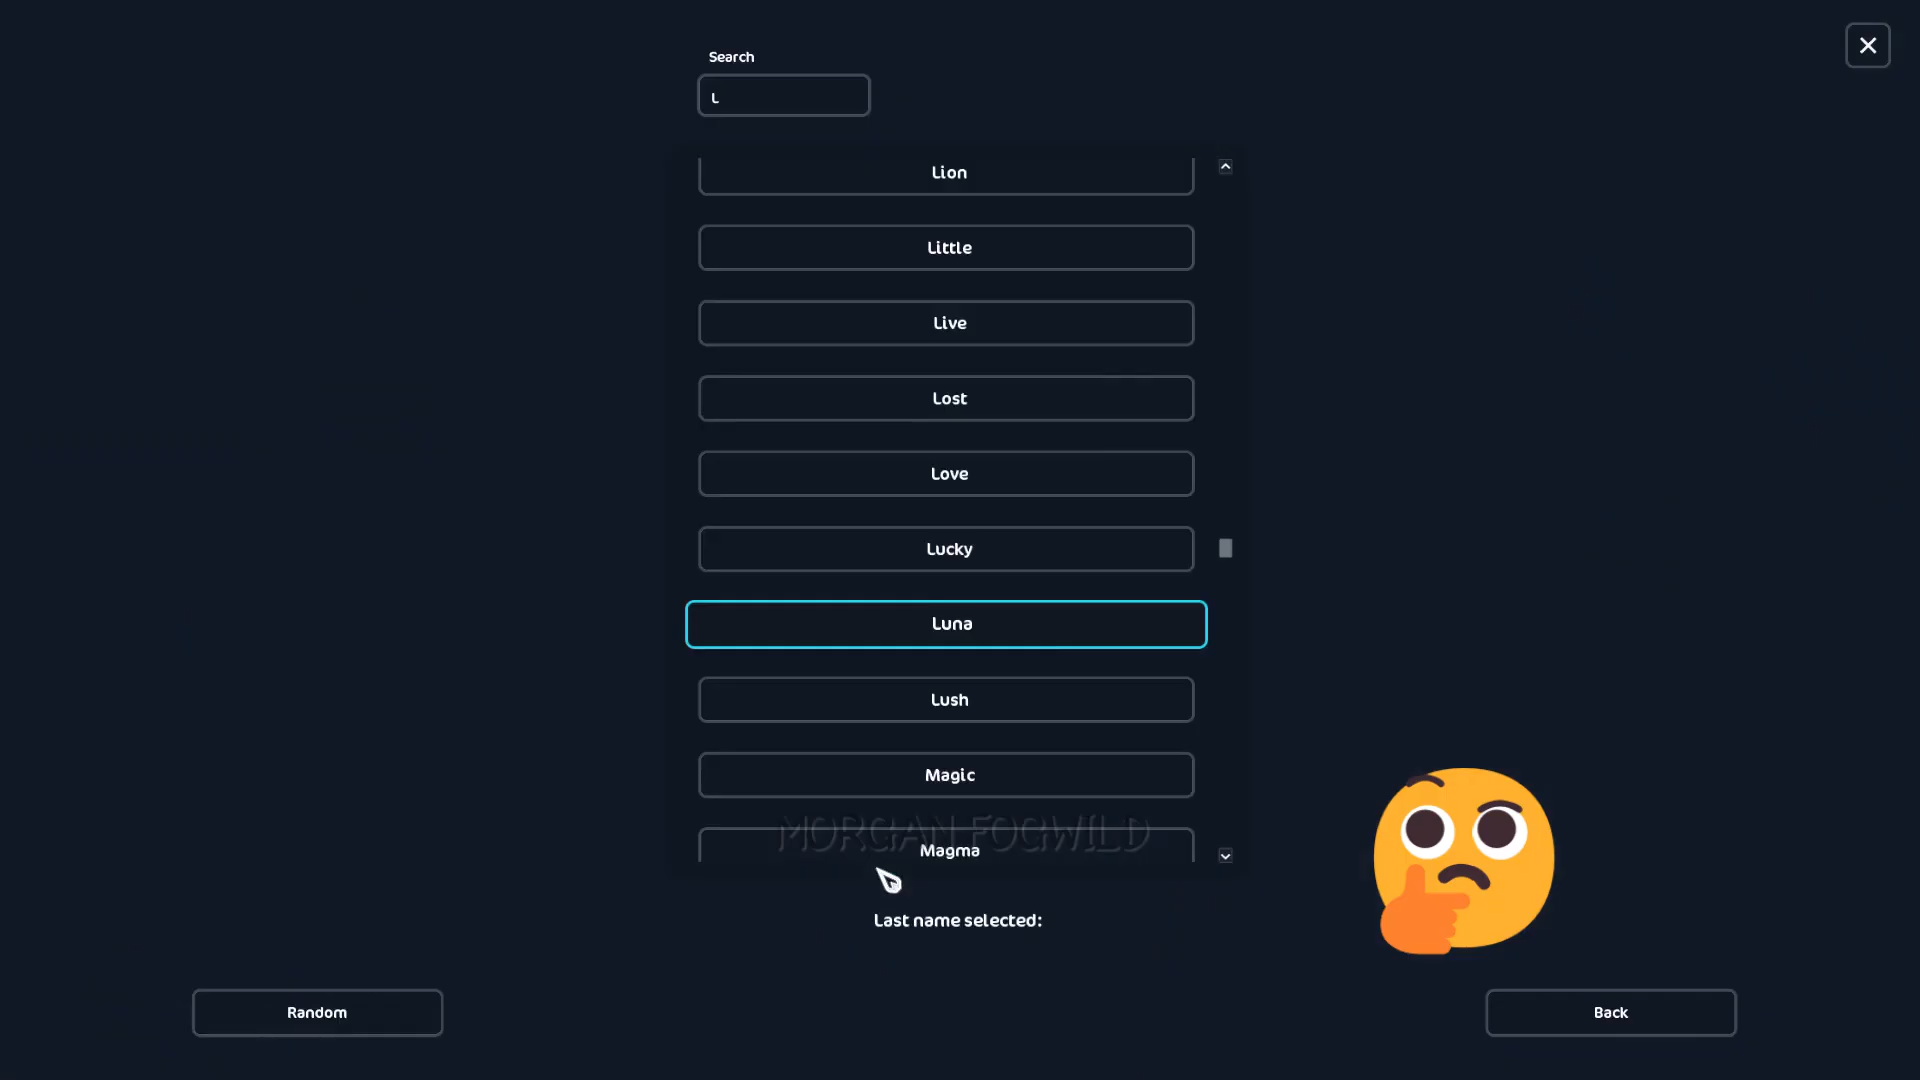 Search
L
Lion
Little
Live
Lost
Love
Lucky
Luna
Lush
Magic
MORGAN FOGWILD
Magma
Last name selected:
Random
Back